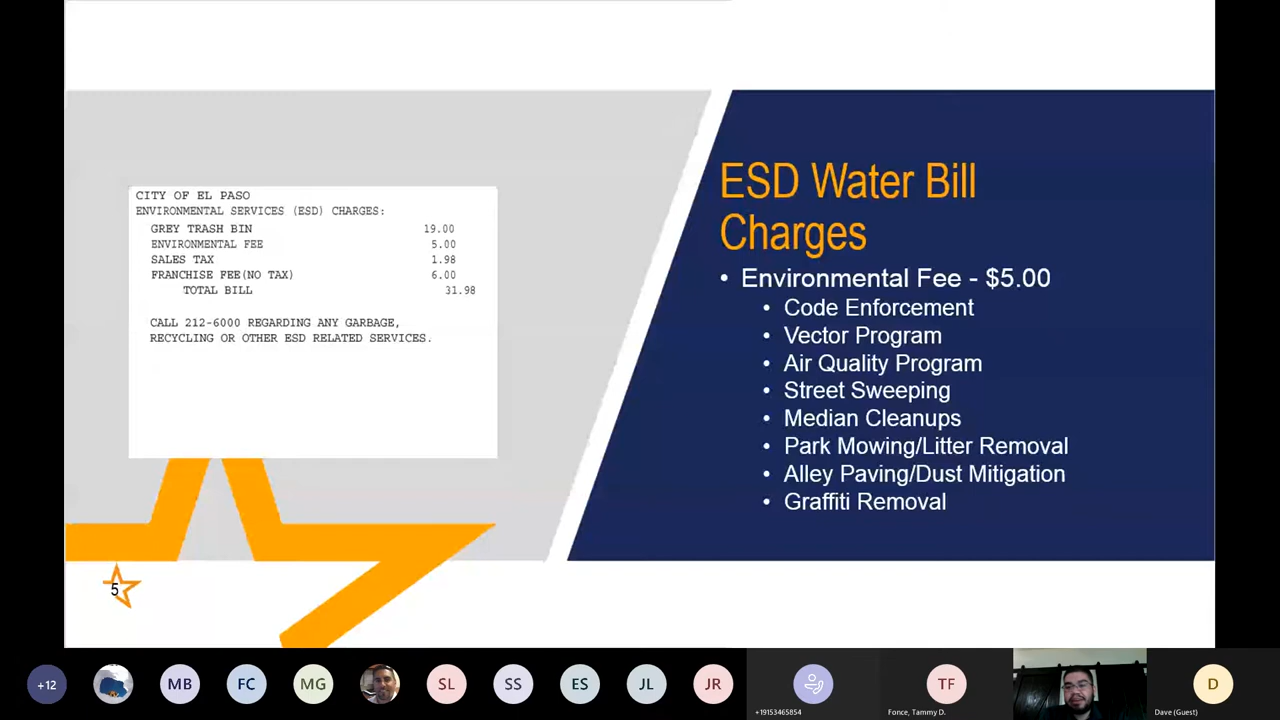 CITY OF EL PASO
ENVIRONMENTAL SERVICES (ESD) CHARGES:
GREY TRASH BIN 19.00
ENVIRONMENTAL FEE 5.00
SALES TAX 1.98
FRANCHISE FEE(NO TAX) 6.00
TOTAL BILL 31.98
CALL 212-6000 REGARDING ANY GARBAGE,
RECYCLING OR OTHER ESD RELATED SERVICES.
ESD Water Bill
Charges
• Environmental Fee - $5.00
• Code Enforcement
• Vector Program
• Air Quality Program
• Street Sweeping
• Median Cleanups
• Park Mowing/Litter Removal
• Alley Paving/Dust Mitigation
• Graffiti Removal
5
+12 MB FC MG SL SS ES JL JR TF D
+19153465854 Fonce, Tammy D. Dave (Guest)